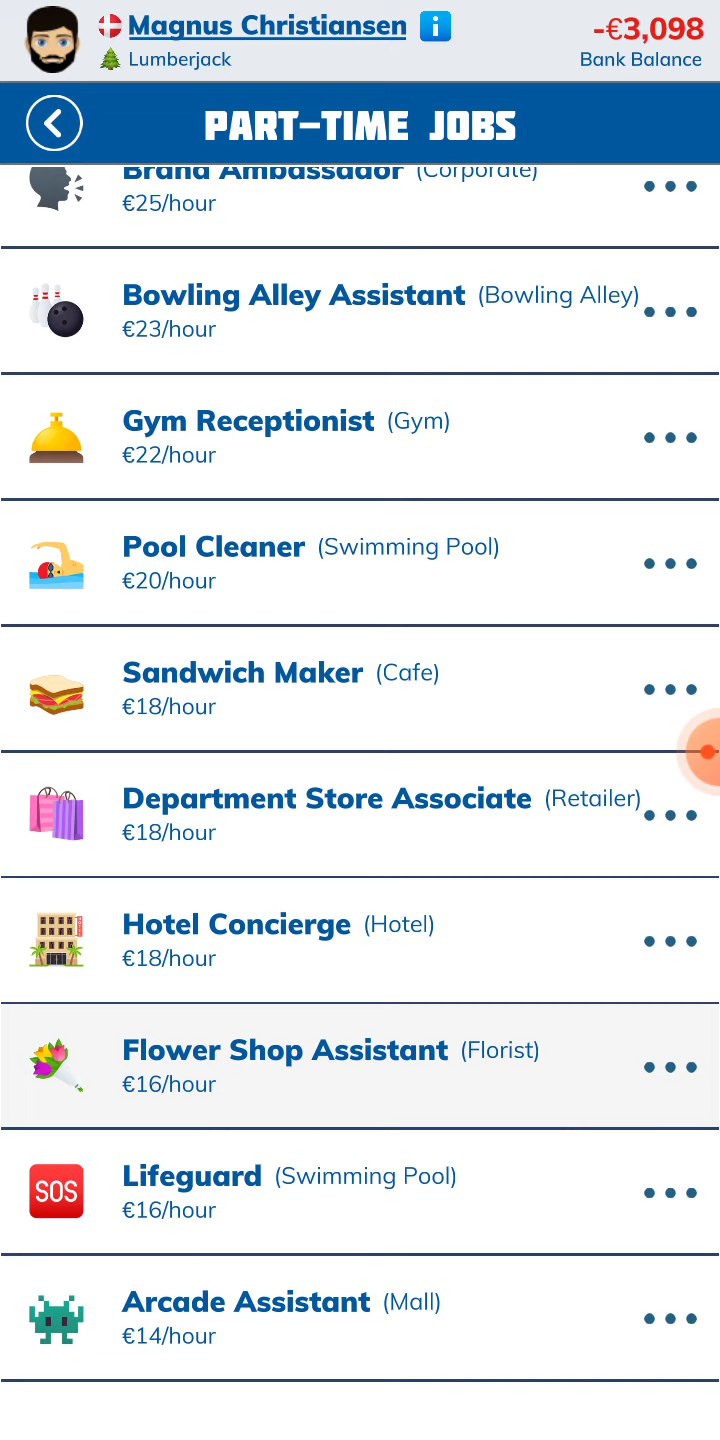 Magnus Christiansen
-€3,098
Lumberjack
Bank Balance
PART-TIME JOBS
Brand Ambassador (Corporate)
€25/hour
Bowling Alley Assistant (Bowling Alley)
€23/hour
Gym Receptionist (Gym)
€22/hour
Pool Cleaner (Swimming Pool)
€20/hour
Sandwich Maker (Cafe)
€18/hour
Department Store Associate (Retailer)
€18/hour
Hotel Concierge (Hotel)
€18/hour
Flower Shop Assistant (Florist)
€16/hour
SOS
Lifeguard (Swimming Pool)
€16/hour
Arcade Assistant (Mall)
€14/hour